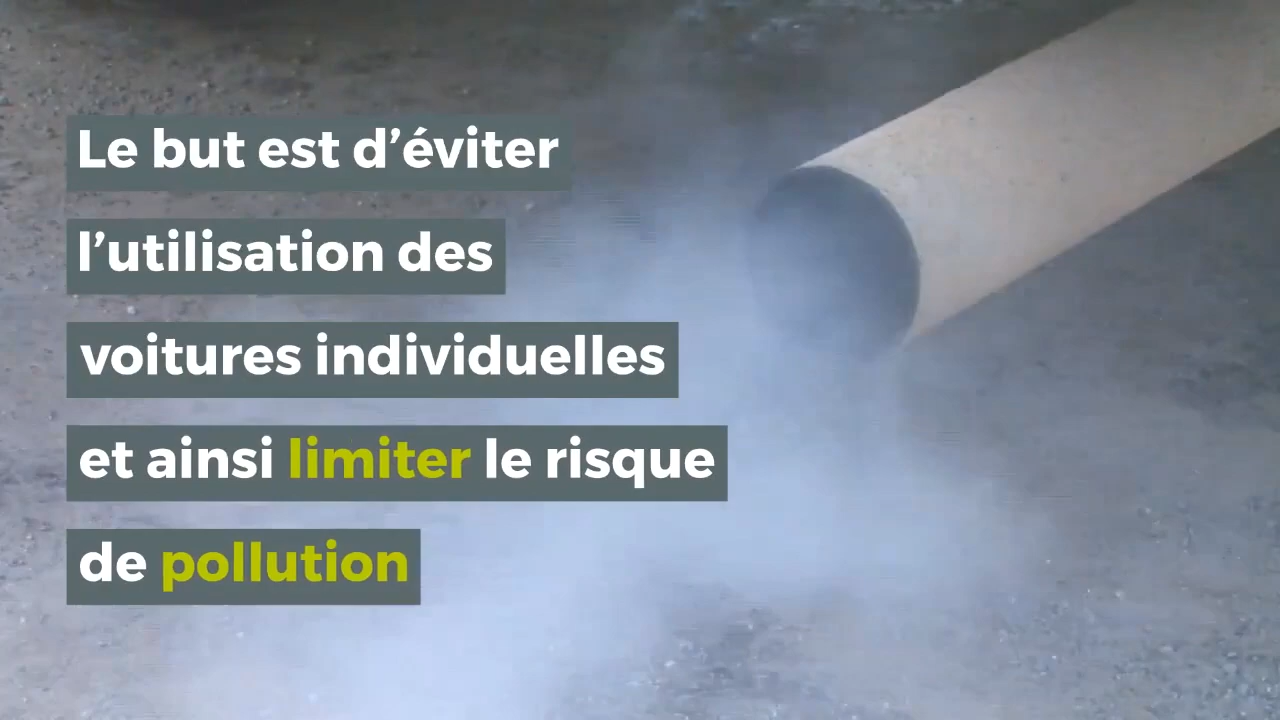 Le but est d’éviter
l’utilisation des
voitures individuelles
et ainsi limiter le risque
de pollution